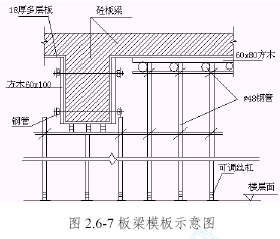 18厚多层板
砼板梁
60x80方木
方木60x100
ø48钢管
钢管
可调丝杠
楼层面
图 2.6-7 板梁模板示意图